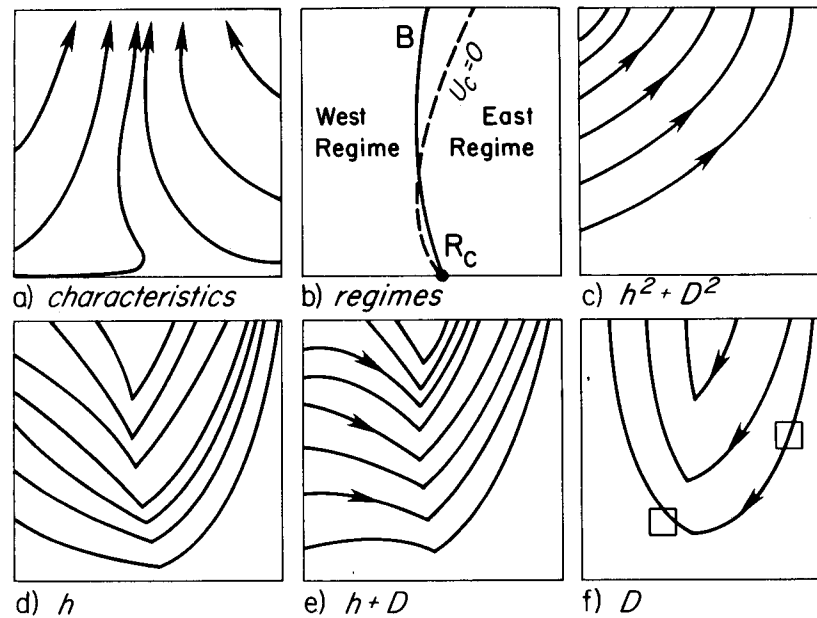 B
U_c=0
West
Regime
East
Regime
R_c
a) characteristics
b) regimes
c) h² + D²
d) h
e) h + D
f) D